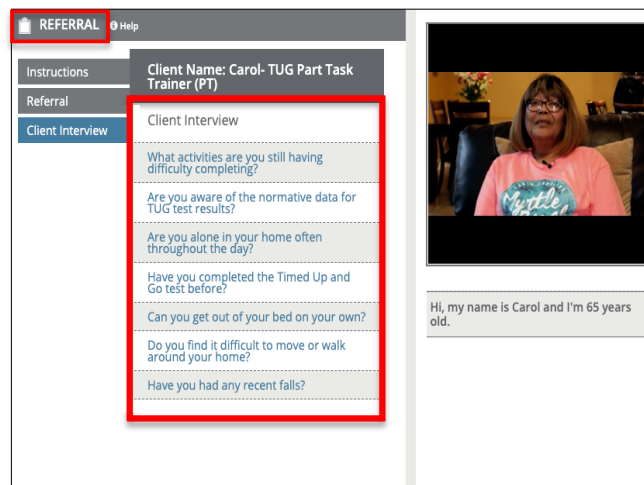 REFERRAL Help
Instructions
Referral
Client Interview
Client Name: Carol- TUG Part Task
Trainer (PT)
Client Interview
What activities are you still having
difficulty completing?
Are you aware of the normative data for
TUG test results?
Are you alone in your home often
throughout the day?
Have you completed the Timed Up and
Go test before?
Can you get out of your bed on your own?
Do you find it difficult to move or walk
around your home?
Have you had any recent falls?
Myrtle
Hi, my name is Carol and I'm 65 years
old.